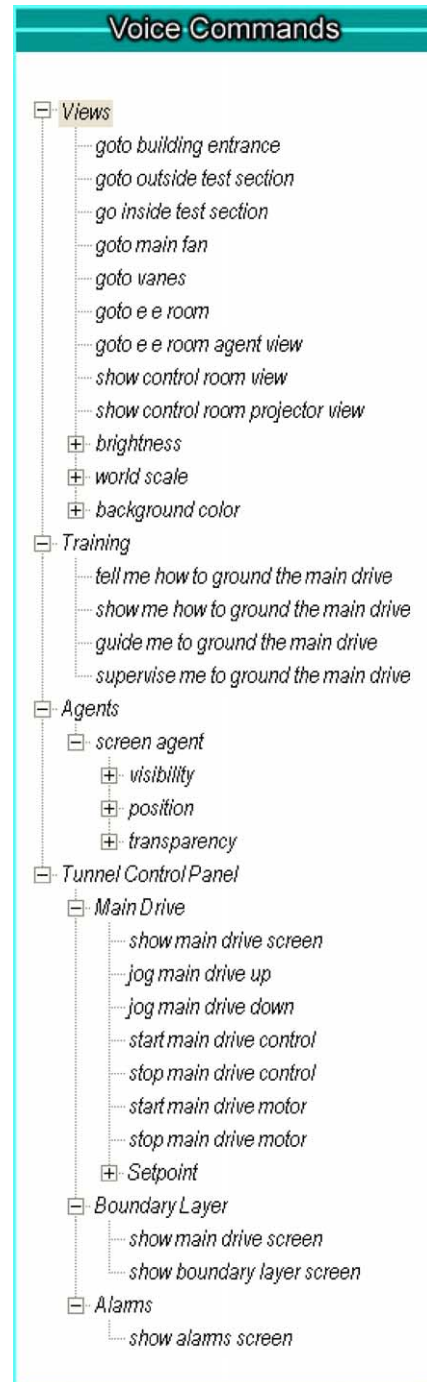 Voice Commands
Views
goto building entrance
goto outside test section
go inside test section
goto main fan
goto vanes
goto e e room
goto e e room agent view
show control room view
show control room projector view
brightness
world scale
background color
Training
tell me how to ground the main drive
show me how to ground the main drive
guide me to ground the main drive
supervise me to ground the main drive
Agents
screen agent
visibility
position
transparency
Tunnel Control Panel
Main Drive
show main drive screen
jog main drive up
jog main drive down
start main drive control
stop main drive control
start main drive motor
stop main drive motor
Setpoint
Boundary Layer
show main drive screen
show boundary layer screen
Alarms
show alarms screen